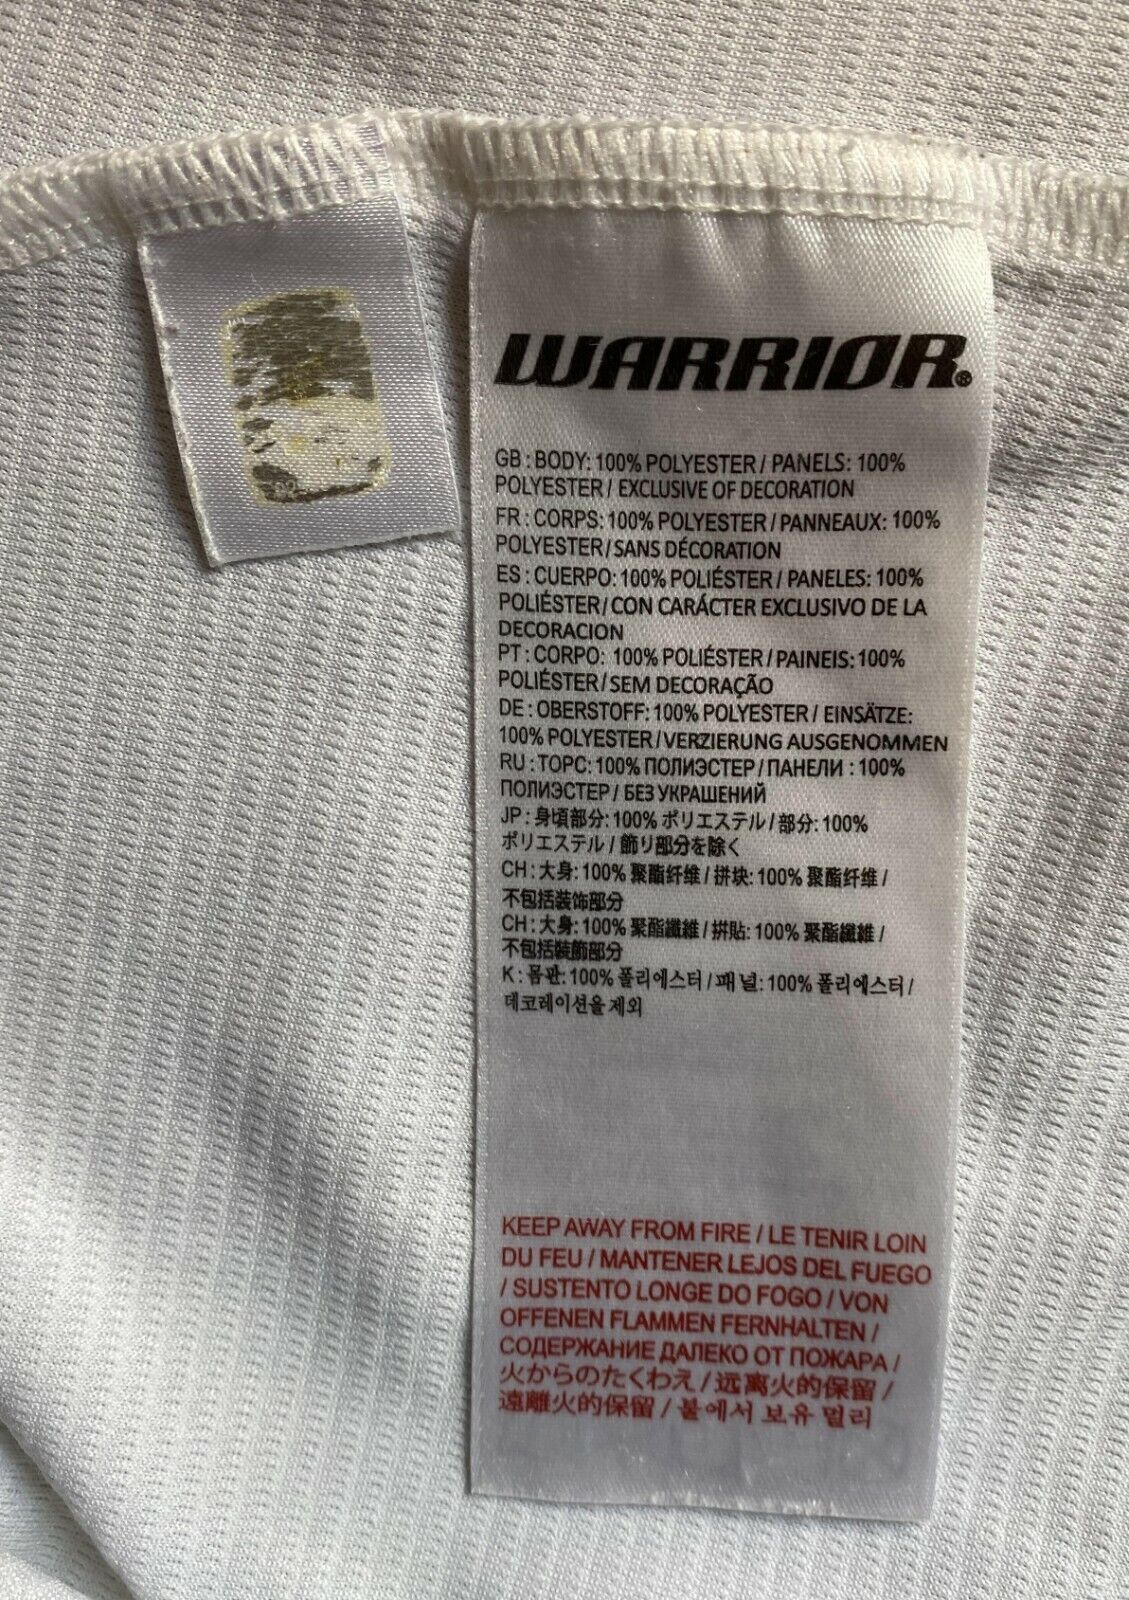 WARRIOR®
GB : BODY: 100% POLYESTER / PANELS: 100%
POLYESTER / EXCLUSIVE OF DECORATION
FR : CORPS: 100% POLYESTER / PANNEAUX: 100%
POLYESTER / SANS DÉCORATION
ES : CUERPO: 100% POLIÉSTER / PANELES: 100%
POLIÉSTER / CON CARÁCTER EXCLUSIVO DE LA
DECORACION
PT : CORPO: 100% POLIÉSTER / PAINEIS: 100%
POLIÉSTER / SEM DECORAÇÃO
DE : OBERSTOFF: 100% POLYESTER / EINSÄTZE:
100% POLYESTER / VERZIERUNG AUSGENOMMEN
RU : ТОРС: 100% ПОЛИЭСТЕР / ПАНЕЛИ : 100%
ПОЛИЭСТЕР / БЕЗ УКРАШЕНИЙ
JP : 身頃部分: 100% ポリエステル / 部分: 100%
ポリエステル / 飾り部分を除く
CH : 大身: 100% 聚酯纤维 / 拼块: 100% 聚酯纤维 /
不包括装饰部分
CH : 大身: 100% 聚酯纖維 / 拼貼: 100% 聚酯纖維 /
不包括裝飾部分
K : 몸판: 100% 폴리에스터 / 패널: 100% 폴리에스터 /
데코레이션을 제외
KEEP AWAY FROM FIRE / LE TENIR LOIN
DU FEU / MANTENER LEJOS DEL FUEGO
/ SUSTENTO LONGE DO FOGO / VON
OFFENEN FLAMMEN FERNHALTEN /
СОДЕРЖАНИЕ ДАЛЕКО ОТ ПОЖАРА /
火からのたくわえ / 远离火的保留 /
遠離火的保留 / 불에서 보유 멀리